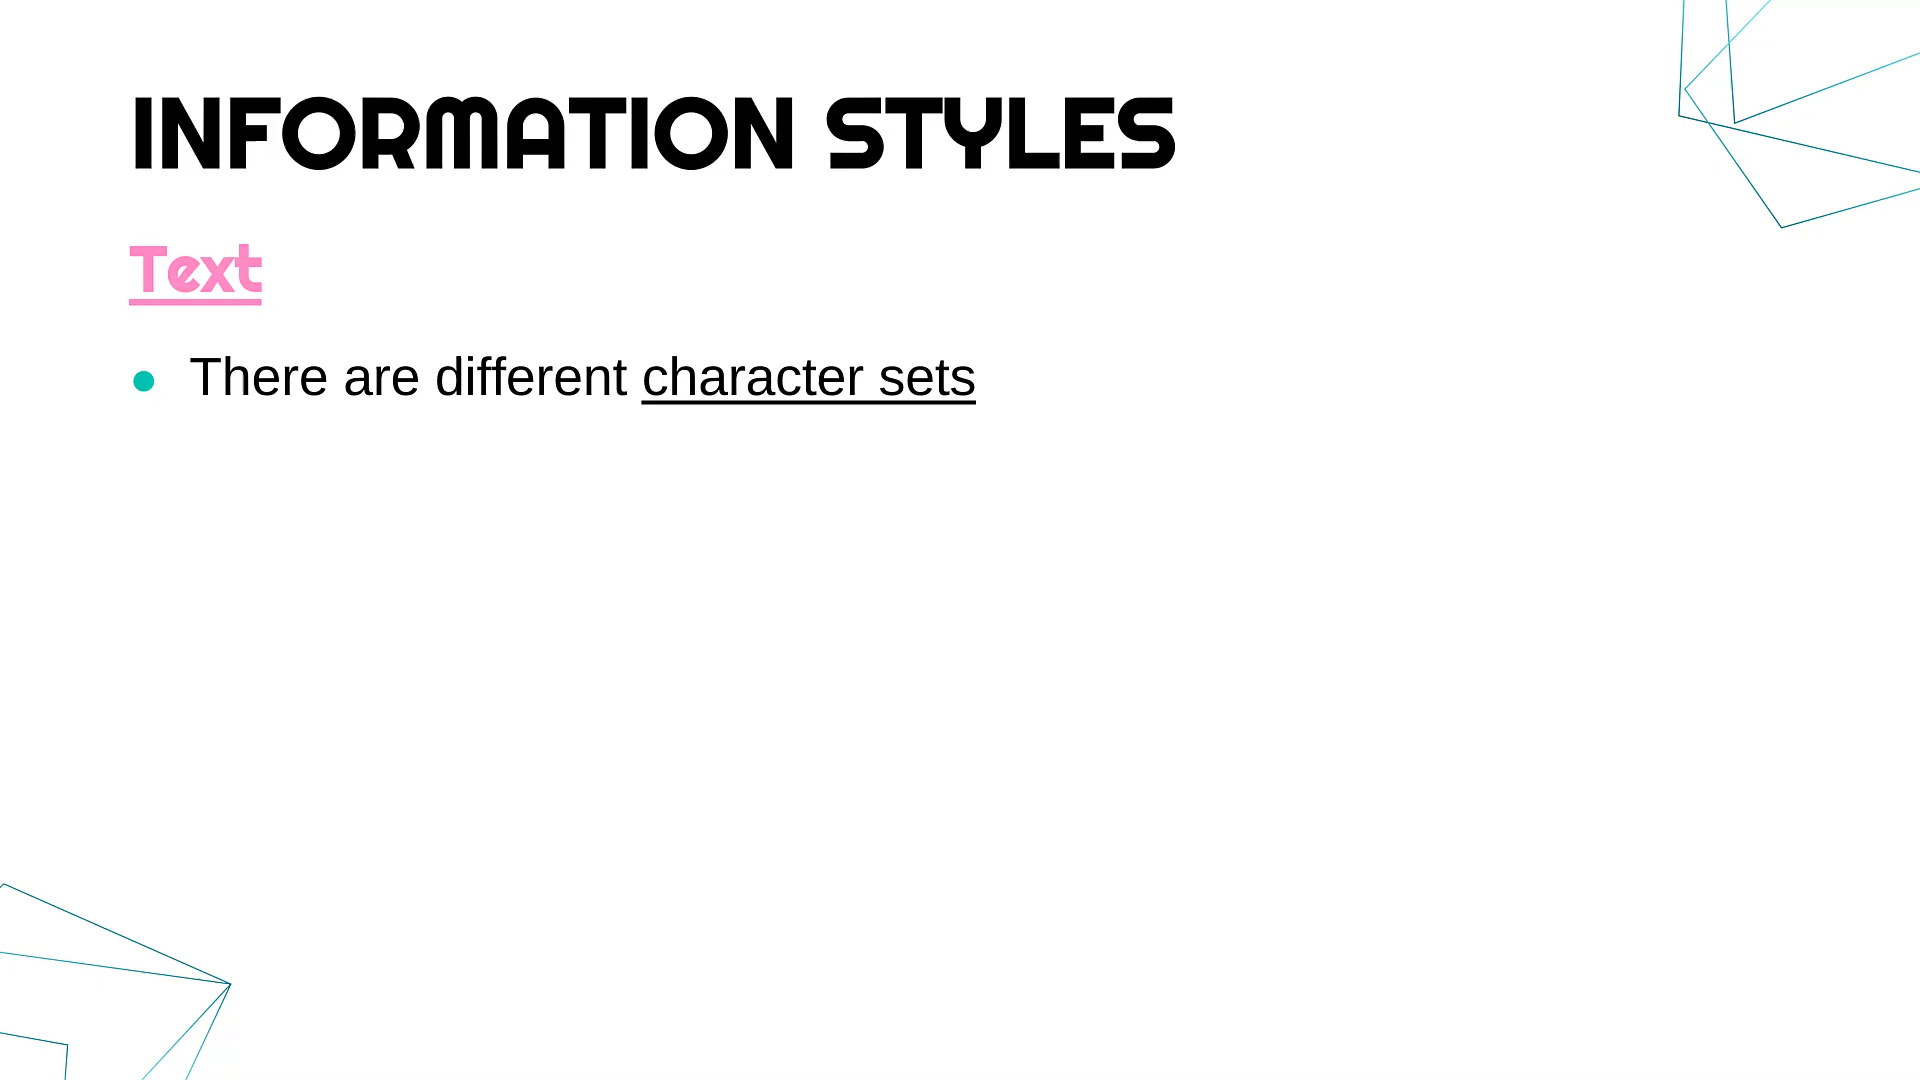 INFORMATION STYLES
Text
● There are different character sets